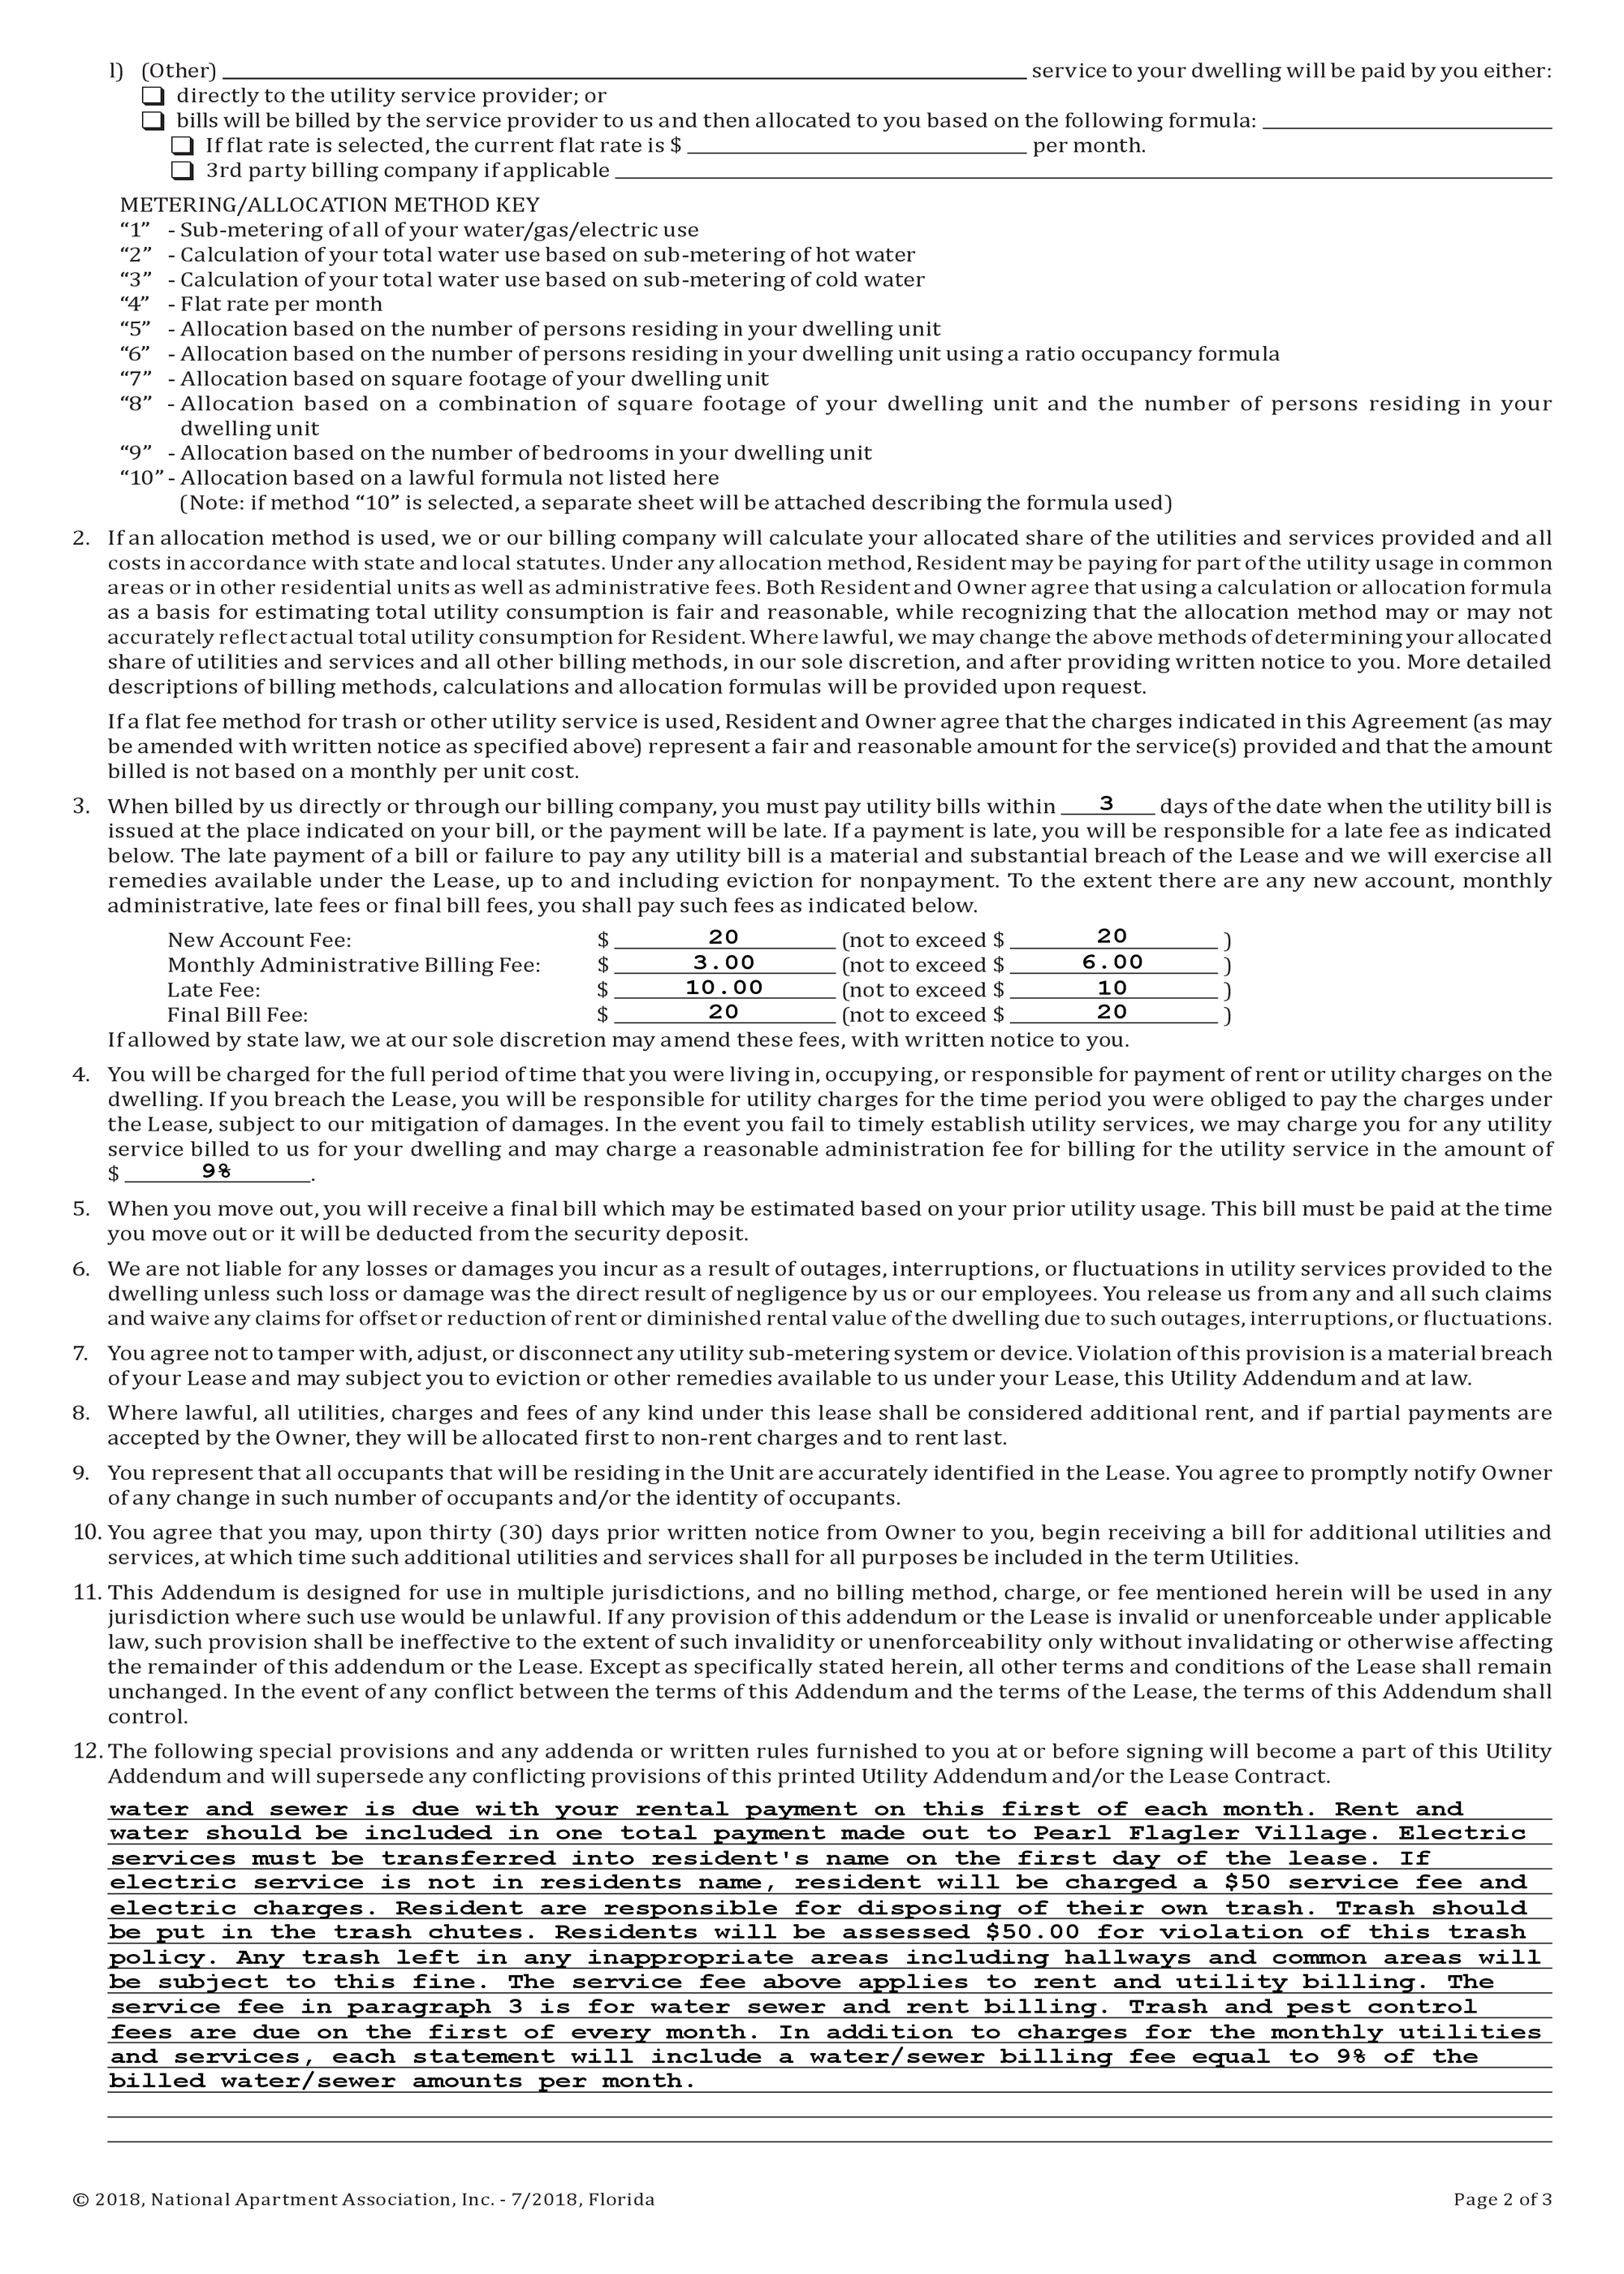 l) (Other) ______ service to your dwelling will be paid by you either:
❏ directly to the utility service provider; or
❏ bills will be billed by the service provider to us and then allocated to you based on the following formula: ______
❏ If flat rate is selected, the current flat rate is $ ______ per month.
❏ 3rd party billing company if applicable ______
METERING/ALLOCATION METHOD KEY
“1” - Sub-metering of all of your water/gas/electric use
“2” - Calculation of your total water use based on sub-metering of hot water
“3” - Calculation of your total water use based on sub-metering of cold water
“4” - Flat rate per month
“5” - Allocation based on the number of persons residing in your dwelling unit
“6” - Allocation based on the number of persons residing in your dwelling unit using a ratio occupancy formula
“7” - Allocation based on square footage of your dwelling unit
“8” - Allocation based on a combination of square footage of your dwelling unit and the number of persons residing in your
dwelling unit
“9” - Allocation based on the number of bedrooms in your dwelling unit
“10” - Allocation based on a lawful formula not listed here
(Note: if method “10” is selected, a separate sheet will be attached describing the formula used)
2. If an allocation method is used, we or our billing company will calculate your allocated share of the utilities and services provided and all
costs in accordance with state and local statutes. Under any allocation method, Resident may be paying for part of the utility usage in common
areas or in other residential units as well as administrative fees. Both Resident and Owner agree that using a calculation or allocation formula
as a basis for estimating total utility consumption is fair and reasonable, while recognizing that the allocation method may or may not
accurately reflect actual total utility consumption for Resident. Where lawful, we may change the above methods of determining your allocated
share of utilities and services and all other billing methods, in our sole discretion, and after providing written notice to you. More detailed
descriptions of billing methods, calculations and allocation formulas will be provided upon request.
If a flat fee method for trash or other utility service is used, Resident and Owner agree that the charges indicated in this Agreement (as may
be amended with written notice as specified above) represent a fair and reasonable amount for the service(s) provided and that the amount
billed is not based on a monthly per unit cost.
3. When billed by us directly or through our billing company, you must pay utility bills within 3 days of the date when the utility bill is
issued at the place indicated on your bill, or the payment will be late. If a payment is late, you will be responsible for a late fee as indicated
below. The late payment of a bill or failure to pay any utility bill is a material and substantial breach of the Lease and we will exercise all
remedies available under the Lease, up to and including eviction for nonpayment. To the extent there are any new account, monthly
administrative, late fees or final bill fees, you shall pay such fees as indicated below.
New Account Fee: $ 20 (not to exceed $ 20 )
Monthly Administrative Billing Fee: $ 3.00 (not to exceed $ 6.00 )
Late Fee: $ 10.00 (not to exceed $ 10 )
Final Bill Fee: $ 20 (not to exceed $ 20 )
If allowed by state law, we at our sole discretion may amend these fees, with written notice to you.
4. You will be charged for the full period of time that you were living in, occupying, or responsible for payment of rent or utility charges on the
dwelling. If you breach the Lease, you will be responsible for utility charges for the time period you were obliged to pay the charges under
the Lease, subject to our mitigation of damages. In the event you fail to timely establish utility services, we may charge you for any utility
service billed to us for your dwelling and may charge a reasonable administration fee for billing for the utility service in the amount of
$ 9% .
5. When you move out, you will receive a final bill which may be estimated based on your prior utility usage. This bill must be paid at the time
you move out or it will be deducted from the security deposit.
6. We are not liable for any losses or damages you incur as a result of outages, interruptions, or fluctuations in utility services provided to the
dwelling unless such loss or damage was the direct result of negligence by us or our employees. You release us from any and all such claims
and waive any claims for offset or reduction of rent or diminished rental value of the dwelling due to such outages, interruptions, or fluctuations.
7. You agree not to tamper with, adjust, or disconnect any utility sub-metering system or device. Violation of this provision is a material breach
of your Lease and may subject you to eviction or other remedies available to us under your Lease, this Utility Addendum and at law.
8. Where lawful, all utilities, charges and fees of any kind under this lease shall be considered additional rent, and if partial payments are
accepted by the Owner, they will be allocated first to non-rent charges and to rent last.
9. You represent that all occupants that will be residing in the Unit are accurately identified in the Lease. You agree to promptly notify Owner
of any change in such number of occupants and/or the identity of occupants.
10. You agree that you may, upon thirty (30) days prior written notice from Owner to you, begin receiving a bill for additional utilities and
services, at which time such additional utilities and services shall for all purposes be included in the term Utilities.
11. This Addendum is designed for use in multiple jurisdictions, and no billing method, charge, or fee mentioned herein will be used in any
jurisdiction where such use would be unlawful. If any provision of this addendum or the Lease is invalid or unenforceable under applicable
law, such provision shall be ineffective to the extent of such invalidity or unenforceability only without invalidating or otherwise affecting
the remainder of this addendum or the Lease. Except as specifically stated herein, all other terms and conditions of the Lease shall remain
unchanged. In the event of any conflict between the terms of this Addendum and the terms of the Lease, the terms of this Addendum shall
control.
12. The following special provisions and any addenda or written rules furnished to you at or before signing will become a part of this Utility
Addendum and will supersede any conflicting provisions of this printed Utility Addendum and/or the Lease Contract.
water and sewer is due with your rental payment on this first of each month. Rent and
water should be included in one total payment made out to Pearl Flagler Village. Electric
services must be transferred into resident's name on the first day of the lease. If
electric service is not in residents name, resident will be charged a $50 service fee and
electric charges. Resident are responsible for disposing of their own trash. Trash should
be put in the trash chutes. Residents will be assessed $50.00 for violation of this trash
policy. Any trash left in any inappropriate areas including hallways and common areas will
be subject to this fine. The service fee above applies to rent and utility billing. The
service fee in paragraph 3 is for water sewer and rent billing. Trash and pest control
fees are due on the first of every month. In addition to charges for the monthly utilities
and services, each statement will include a water/sewer billing fee equal to 9% of the
billed water/sewer amounts per month.
© 2018, National Apartment Association, Inc. - 7/2018, Florida Page 2 of 3